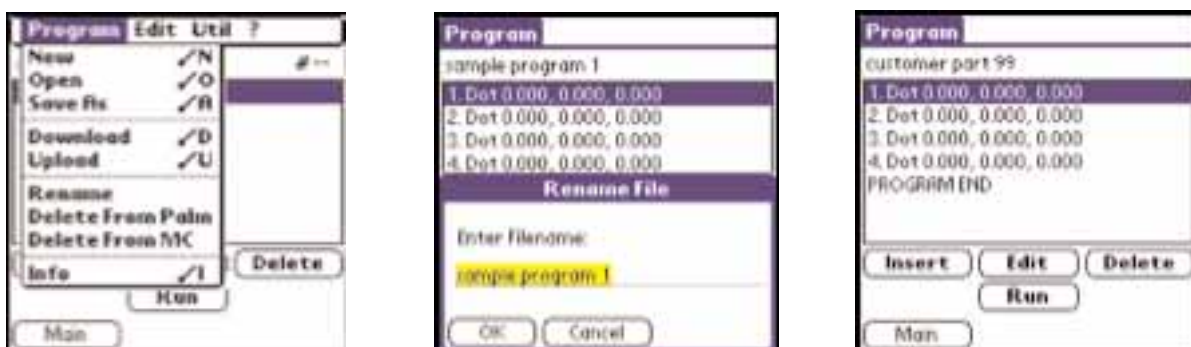 Program Edit Util ?
New /N
# --
Open /O
Save As /A
Download /D
Upload /U
Rename
Delete From Palm
Delete From MC
Info /I
Delete
Run
Main
Program
sample program 1
1. Dot 0.000, 0.000, 0.000
2. Dot 0.000, 0.000, 0.000
3. Dot 0.000, 0.000, 0.000
4. Dot 0.000, 0.000, 0.000
Rename File
Enter Filename:
sample program 1
OK Cancel
Program
customer part 99
1. Dot 0.000, 0.000, 0.000
2. Dot 0.000, 0.000, 0.000
3. Dot 0.000, 0.000, 0.000
4. Dot 0.000, 0.000, 0.000
PROGRAM END
Insert Edit Delete
Run
Main